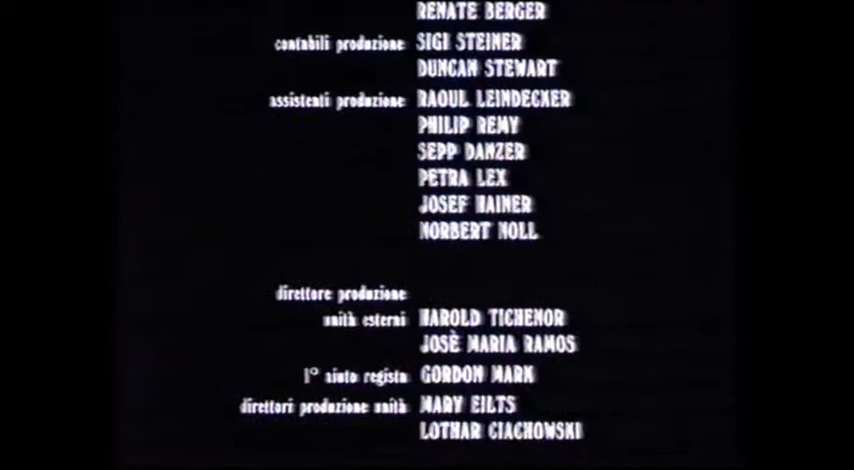 RENATE BERGER
contabili produzione SIGI STEINER
DUNCAN STEWART
assistenti produzione RAOUL LEINDECKER
PHILIP REMY
SEPP DANZER
PETRA LEX
JOSEF HAINER
NORBERT NOLL
direttore produzione
unità esterni HAROLD TICHENOR
JOSÈ MARIA RAMOS
1° aiuto regista GORDON MARK
direttori produzione unità MARY EILTS
LOTHAR CIACHOWSKI